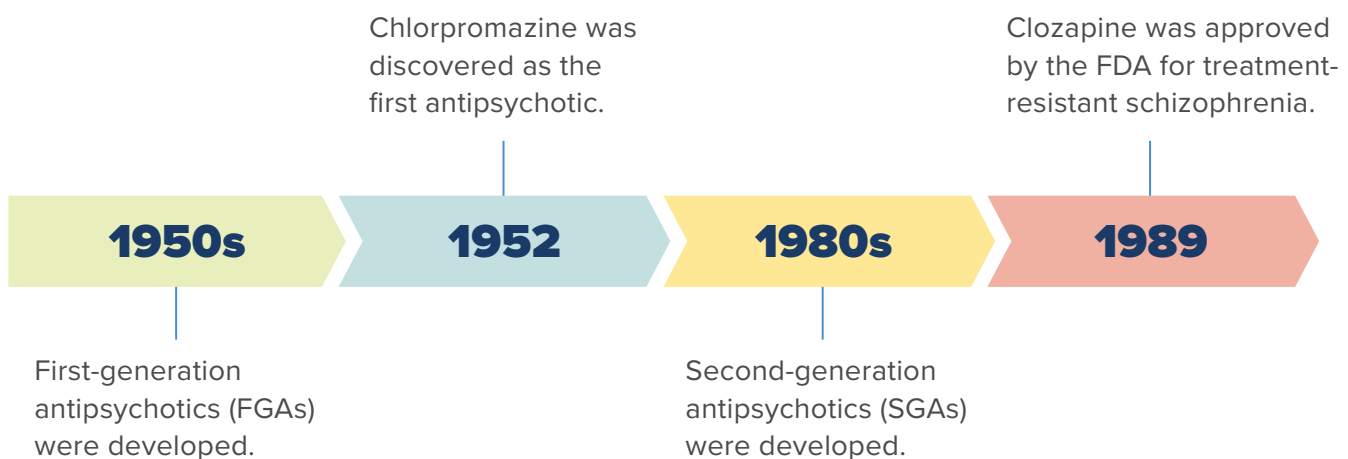 Chlorpromazine was
discovered as the
first antipsychotic.
Clozapine was approved
by the FDA for treatment-
resistant schizophrenia.
1950s
1952
1980s
1989
First-generation
antipsychotics (FGAs)
were developed.
Second-generation
antipsychotics (SGAs)
were developed.